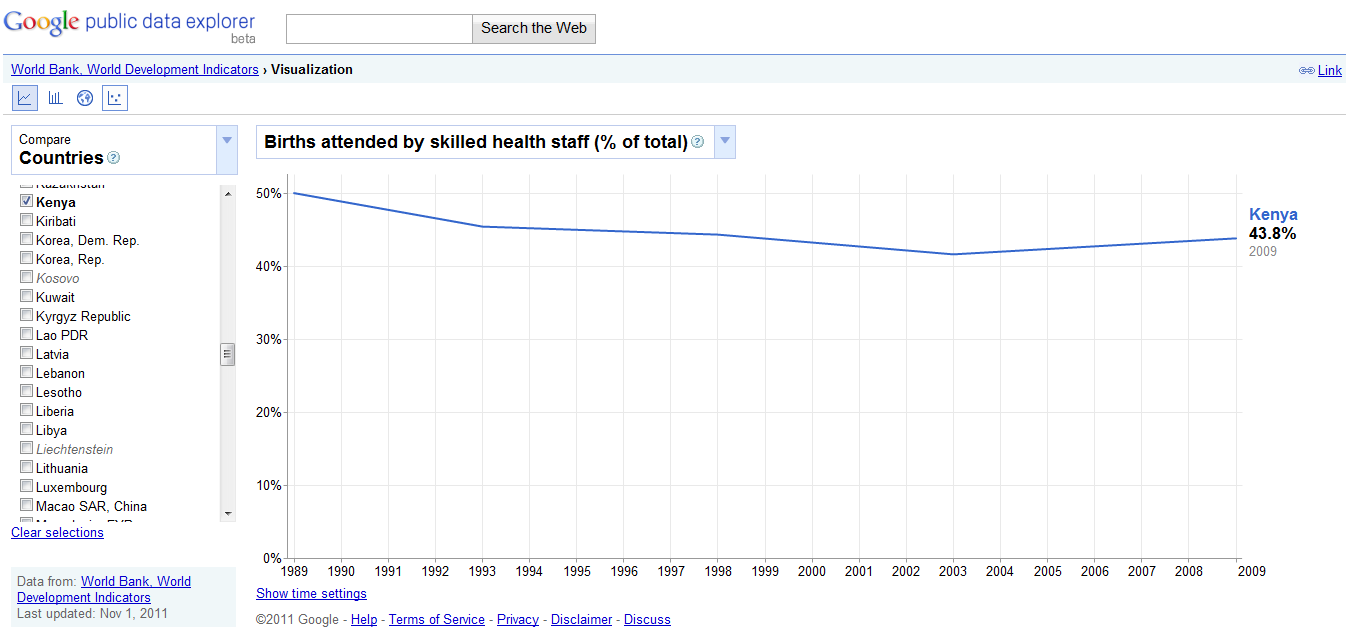 Google public data explorer
beta
Search the Web
World Bank, World Development Indicators › Visualization
Link
Compare
Countries
Births attended by skilled health staff (% of total)
Kazakhstan
Kenya
Kiribati
Korea, Dem. Rep.
Korea, Rep.
Kosovo
Kuwait
Kyrgyz Republic
Lao PDR
Latvia
Lebanon
Lesotho
Liberia
Libya
Liechtenstein
Lithuania
Luxembourg
Macao SAR, China
Clear selections
Data from: World Bank, World
Development Indicators
Last updated: Nov 1, 2011
50%
40%
30%
20%
10%
0%
Kenya
43.8%
2009
1989 1990 1991 1992 1993 1994 1995 1996 1997 1998 1999 2000 2001 2002 2003 2004 2005 2006 2007 2008 2009
Show time settings
©2011 Google - Help - Terms of Service - Privacy - Disclaimer - Discuss